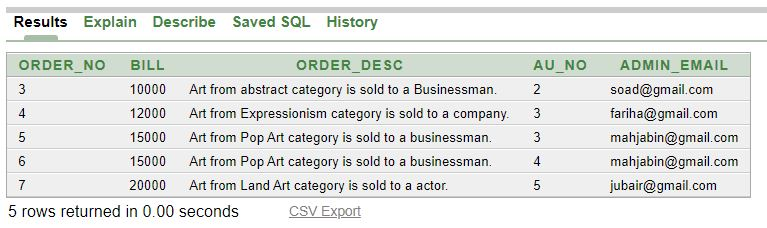 Results Explain Describe Saved SQL History
ORDER_NO BILL ORDER_DESC AU_NO ADMIN_EMAIL
3 10000 Art from abstract category is sold to a Businessman. 2 soad@gmail.com
4 12000 Art from Expressionism category is sold to a company. 3 fariha@gmail.com
5 15000 Art from Pop Art category is sold to a businessman. 3 mahjabin@gmail.com
6 15000 Art from Pop Art category is sold to a businessman. 4 mahjabin@gmail.com
7 20000 Art from Land Art category is sold to a actor. 5 jubair@gmail.com
5 rows returned in 0.00 seconds CSV Export